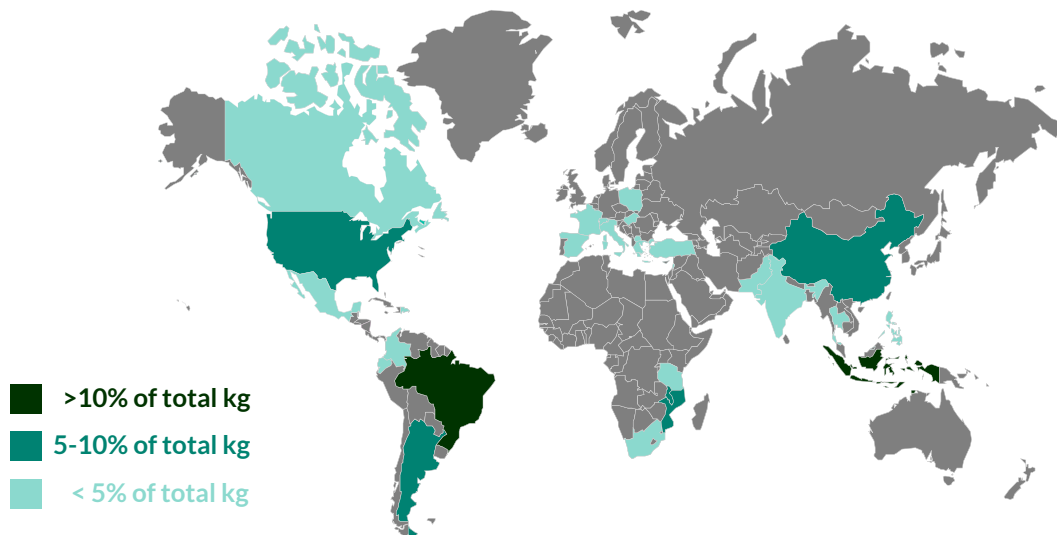 >10% of total kg
5-10% of total kg
< 5% of total kg